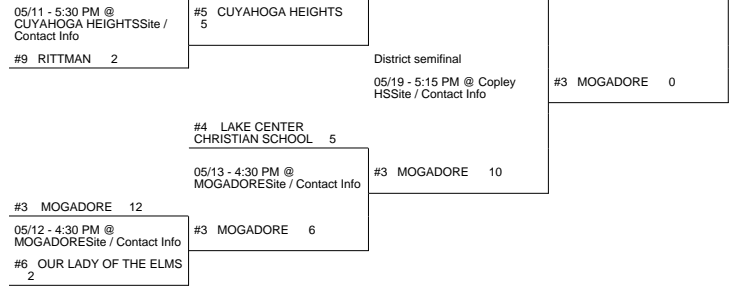 05/11 - 5:30 PM @
CUYAHOGA HEIGHTSSite /
Contact Info
#5 CUYAHOGA HEIGHTS
5
#9 RITTMAN 2
District semifinal
05/19 - 5:15 PM @ Copley
HSSite / Contact Info
#3 MOGADORE 0
#4 LAKE CENTER
CHRISTIAN SCHOOL 5
05/13 - 4:30 PM @
MOGADORESite / Contact Info
#3 MOGADORE 10
#3 MOGADORE 12
05/12 - 4:30 PM @
MOGADORESite / Contact Info
#3 MOGADORE 6
#6 OUR LADY OF THE ELMS
2